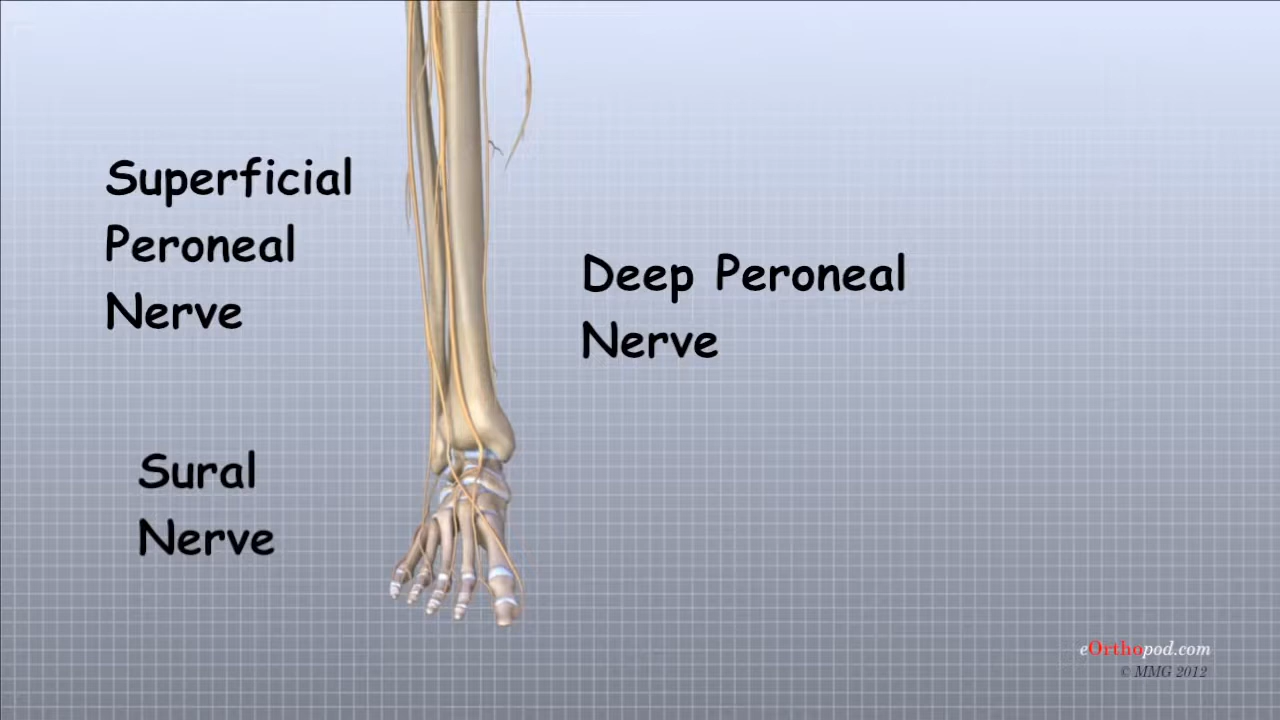 Superficial
Peroneal
Nerve
Deep Peroneal
Nerve
Sural
Nerve
eOrthopod.com
© MMG 2012